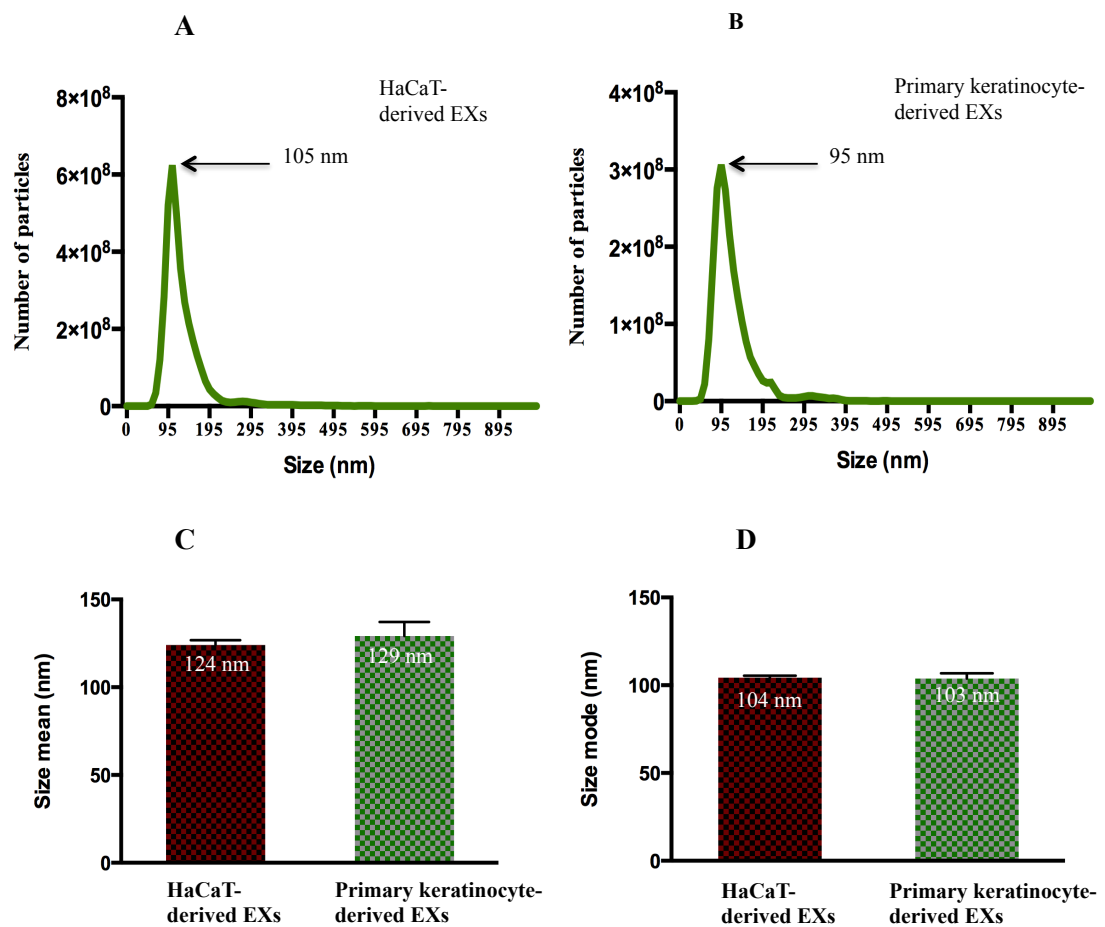 A
HaCaT-
derived EXs
105 nm
Number of particles
8×10⁸
6×10⁸
4×10⁸
2×10⁸
0
0 95 195 295 395 495 595 695 795 895
Size (nm)
B
Primary keratinocyte-
derived EXs
95 nm
Number of particles
4×10⁸
3×10⁸
2×10⁸
1×10⁸
0
0 95 195 295 395 495 595 695 795 895
Size (nm)
C
Size mean (nm)
150
100
50
0
124 nm
129 nm
HaCaT-
derived EXs
Primary keratinocyte-
derived EXs
D
Size mode (nm)
150
100
50
0
104 nm
103 nm
HaCaT-
derived EXs
Primary keratinocyte-
derived EXs